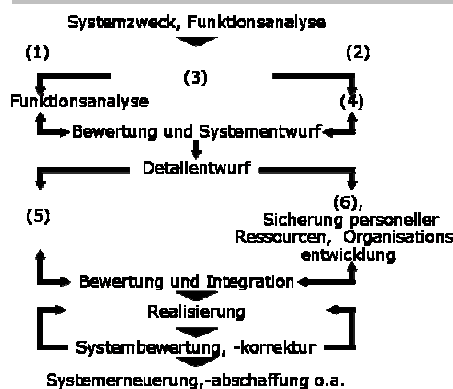 Systemzweck, Funktionsanalyse
(1) (2)
(3)
Funktionsanalyse (4)
Bewertung und Systementwurf
Detailentwurf
(5) (6),
Sicherung personeller
Ressourcen, Organisations
entwicklung
Bewertung und Integration
Realisierung
Systembewertung, -korrektur
Systemerneuerung,-abschaffung o.a.